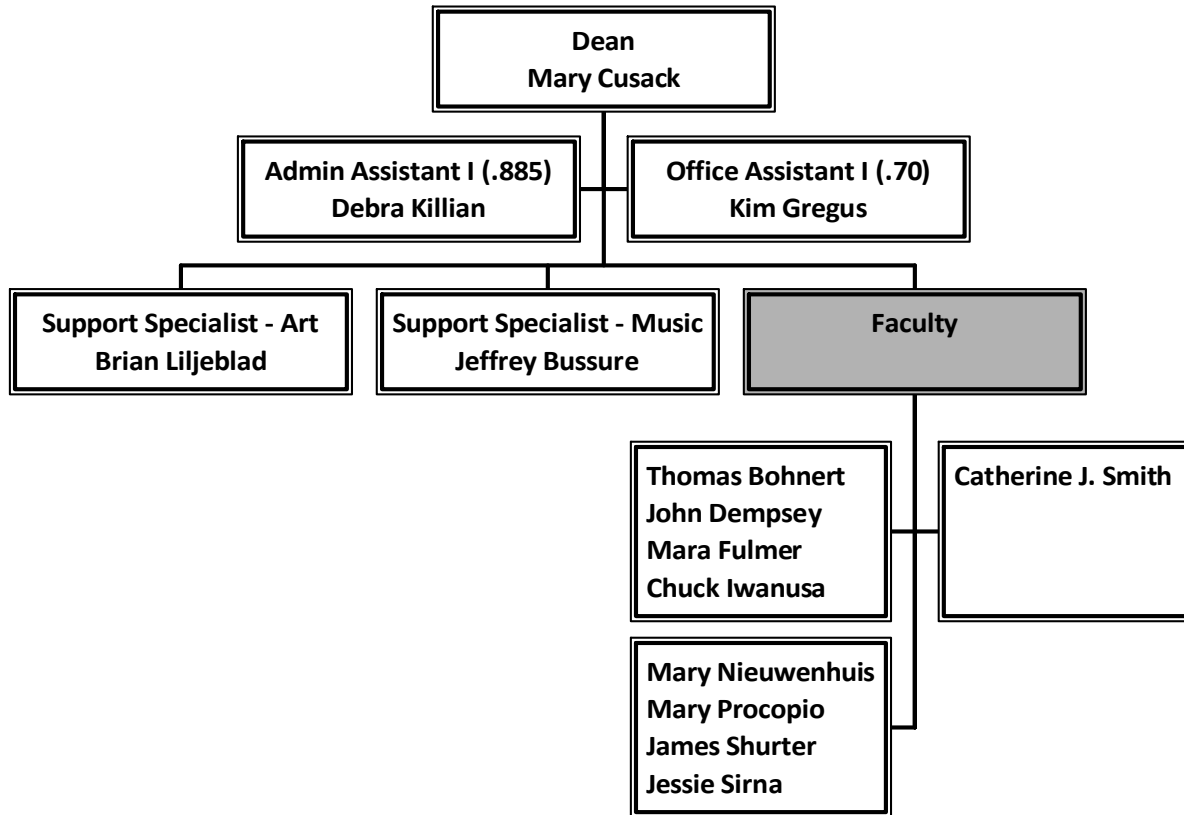 Dean
Mary Cusack
Admin Assistant I (.885)
Debra Killian
Office Assistant I (.70)
Kim Gregus
Support Specialist - Art
Brian Liljeblad
Support Specialist - Music
Jeffrey Bussure
Faculty
Thomas Bohnert
John Dempsey
Mara Fulmer
Chuck Iwanusa
Catherine J. Smith
Mary Nieuwenhuis
Mary Procopio
James Shurter
Jessie Sirna